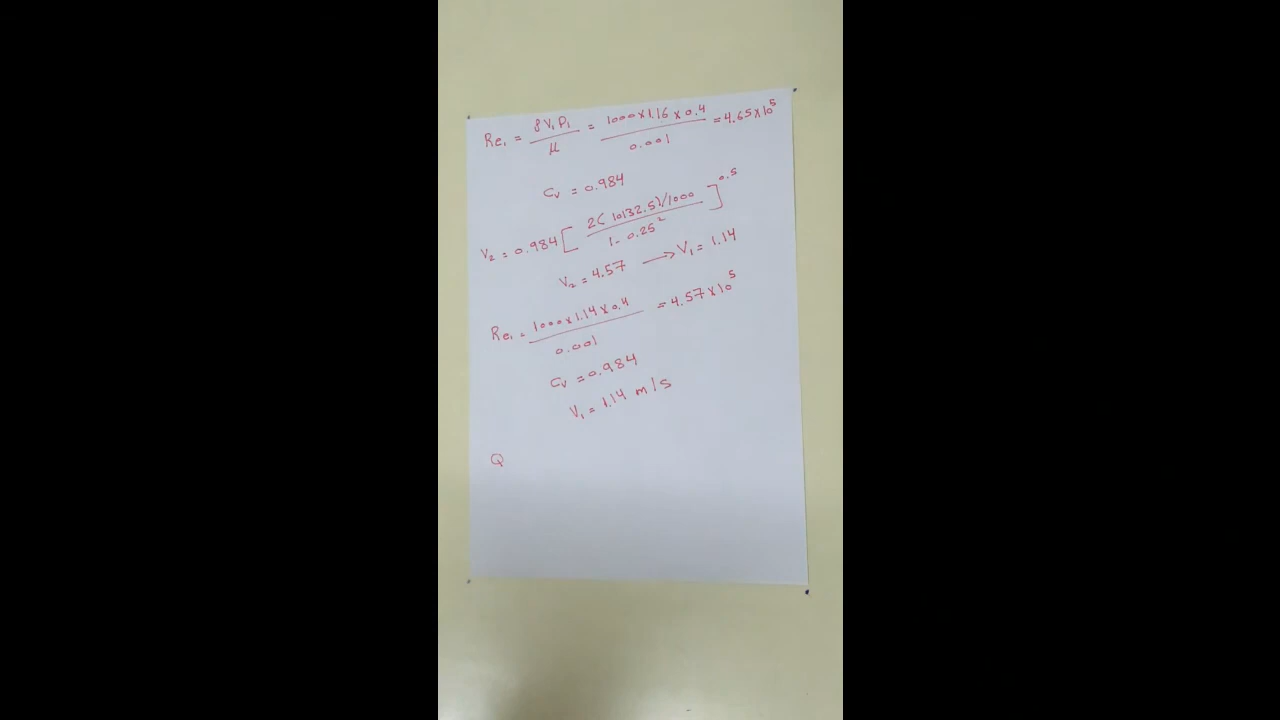 Re₁ = ρV₁D₁/μ = 1000×1.16×0.4/0.001 = 4.65×10⁵
Cv = 0.984
V₂ = 0.984[2(10132.5)/1000/1-0.25²]^0.5
V₂ = 4.57 → V₁ = 1.14
Re₁ = 1000×1.14×0.4/0.001 = 4.57×10⁵
Cv = 0.984
V₁ = 1.14 m/s
Q